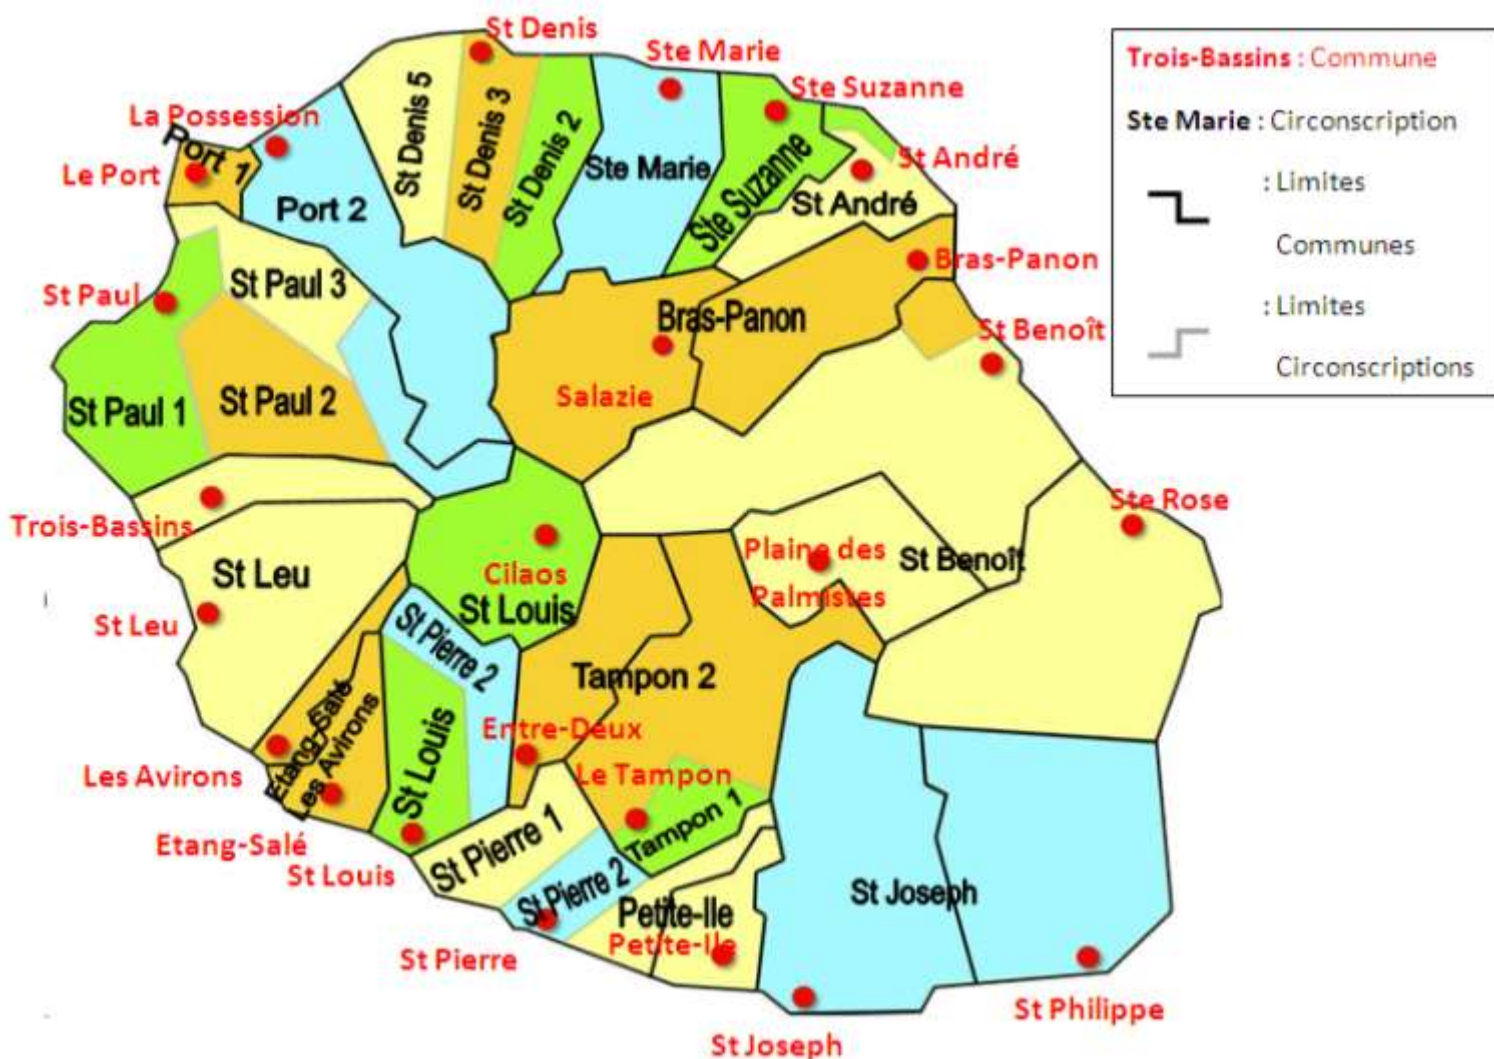 St Denis
Ste Marie
Ste Suzanne
La Possession
Port 1
Le Port
St Denis 5
St Denis 3
St Denis 2
Ste Marie
Ste Suzanne
St André
St André
Port 2
Bras-Panon
St Paul
St Paul 3
Bras-Panon
St Benoît
St Paul 1
St Paul 2
Salazie
Trois-Bassins
Ste Rose
St Leu
Cilaos
Plaine des
Palmistes
St Benoît
St Leu
St Louis
St Pierre 2
Tampon 2
Etang-Salé
Les Avirons
Les Avirons
St Louis
Entre-Deux
Le Tampon
Tampon 1
Etang-Salé
St Louis
St Pierre 1
St Pierre 2
St Joseph
Petite-Ile
Petite-Ile
St Pierre
St Philippe
St Joseph
Trois-Bassins : Commune
Ste Marie : Circonscription
: Limites
Communes
: Limites
Circonscriptions